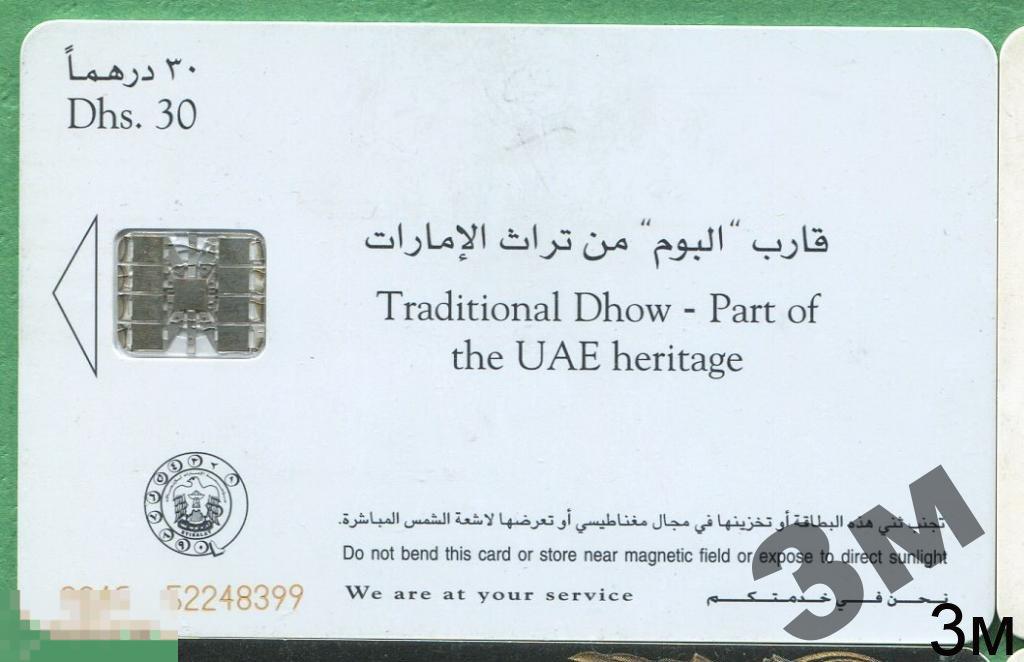 ٣٠ درهماً
Dhs. 30
قارب "البوم" من تراث الإمارات
Traditional Dhow - Part of
the UAE heritage
ETISALAT
تجنب ثني هذه البطاقة أو تخزينها في مجال مغناطيسي أو تعرضها لاشعة الشمس المباشرة.
Do not bend this card or store near magnetic field or expose to direct sunlight
52248399
We are at your service
نحن في خدمتكم
3M
3M